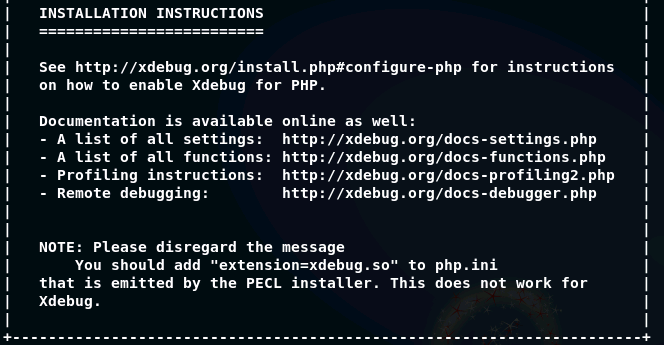 INSTALLATION INSTRUCTIONS
=========================
See http://xdebug.org/install.php#configure-php for instructions
on how to enable Xdebug for PHP.
Documentation is available online as well:
- A list of all settings:  http://xdebug.org/docs-settings.php
- A list of all functions: http://xdebug.org/docs-functions.php
- Profiling instructions:  http://xdebug.org/docs-profiling2.php
- Remote debugging:        http://xdebug.org/docs-debugger.php
NOTE: Please disregard the message
You should add "extension=xdebug.so" to php.ini
that is emitted by the PECL installer. This does not work for
Xdebug.